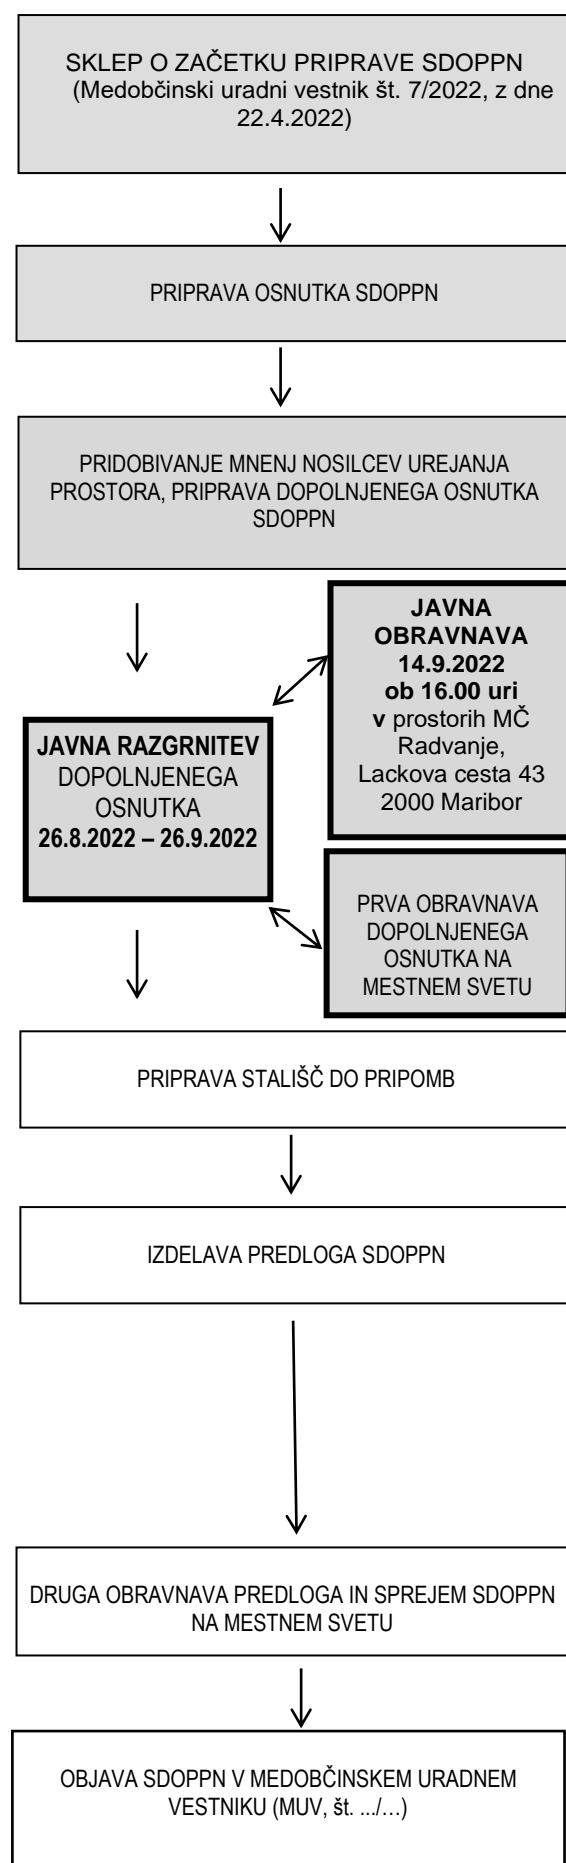 SKLEP O ZAČETKU PRIPRAVE SDOPPN
(Medobčinski uradni vestnik št. 7/2022, z dne
22.4.2022)
PRIPRAVA OSNUTKA SDOPPN
PRIDOBIVANJE MNENJ NOSILCEV UREJANJA
PROSTORA, PRIPRAVA DOPOLNJENEGA OSNUTKA
SDOPPN
JAVNA
OBRAVNAVA
14.9.2022
ob 16.00 uri
v prostorih MČ
Radvanje,
Lackova cesta 43
2000 Maribor
JAVNA RAZGRNITEV
DOPOLNJENEGA
OSNUTKA
26.8.2022 – 26.9.2022
PRVA OBRAVNAVA
DOPOLNJENEGA
OSNUTKA NA
MESTNEM SVETU
PRIPRAVA STALIŠČ DO PRIPOMB
IZDELAVA PREDLOGA SDOPPN
DRUGA OBRAVNAVA PREDLOGA IN SPREJEM SDOPPN
NA MESTNEM SVETU
OBJAVA SDOPPN V MEDOBČINSKEM URADNEM
VESTNIKU (MUV, št. .../…)